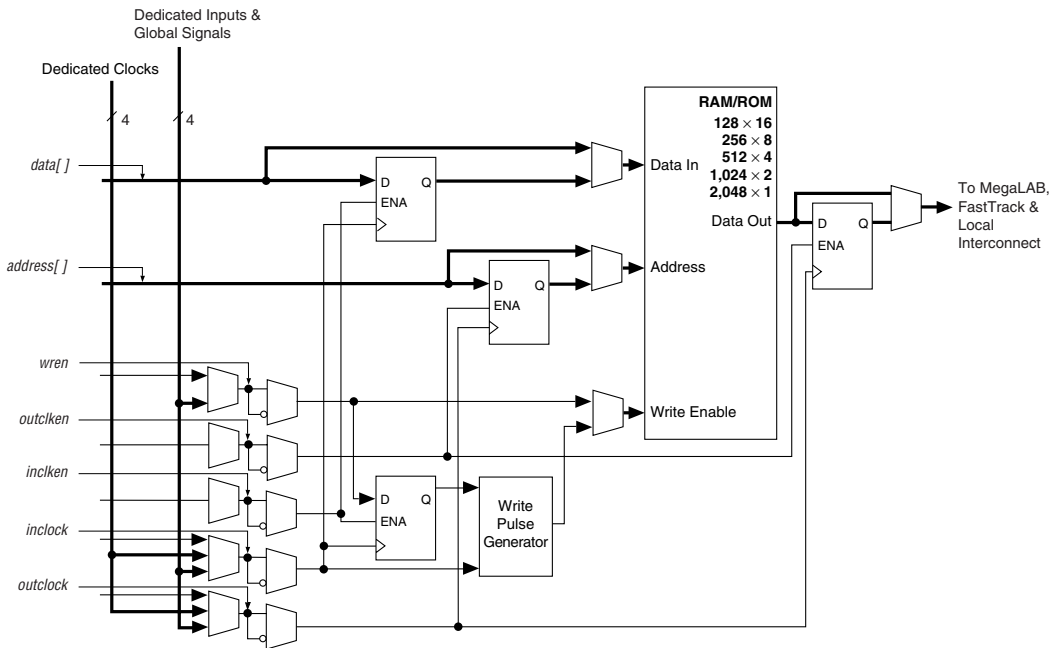 Dedicated Inputs &
Global Signals
Dedicated Clocks
4
4
RAM/ROM
128 × 16
256 × 8
512 × 4
1,024 × 2
2,048 × 1
data[ ]
D Q
ENA
Data In
To MegaLAB,
FastTrack &
Local
Interconnect
Data Out
D Q
ENA
address[ ]
Address
D Q
ENA
wren
Write Enable
outclken
inclken
D Q
ENA
Write
Pulse
Generator
inclock
outclock